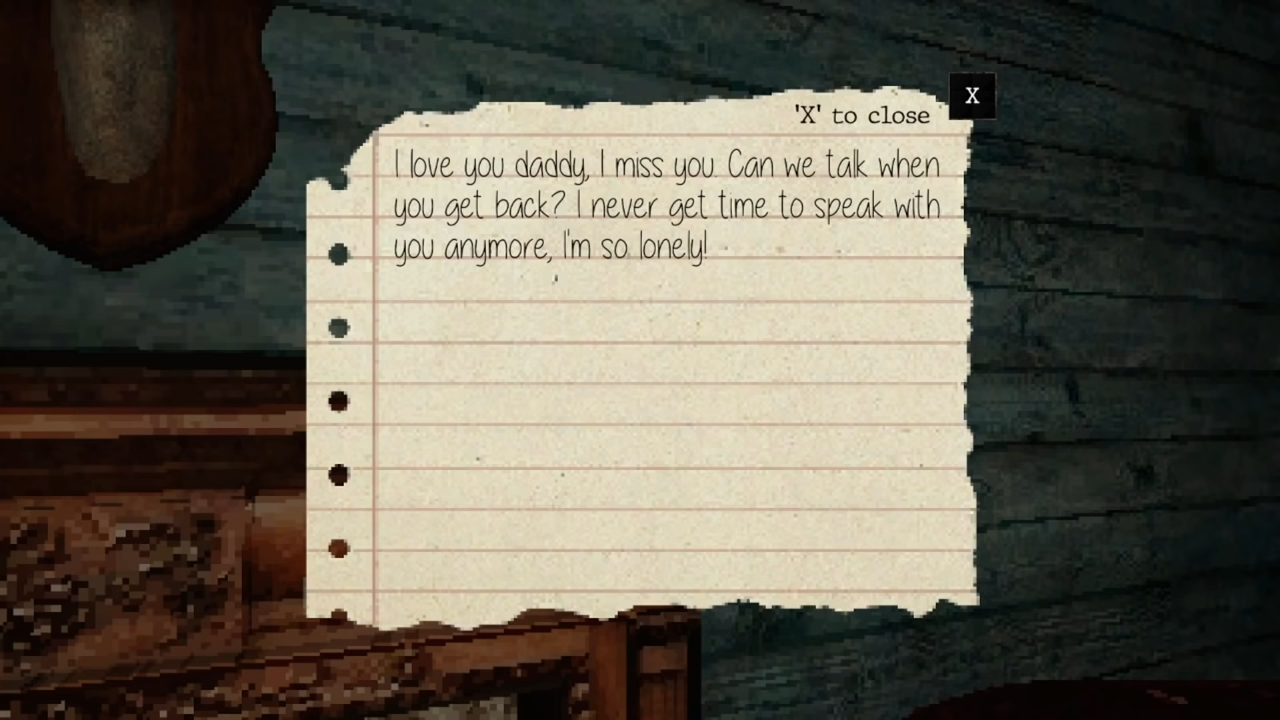 X
'X' to close
I love you daddy, I miss you. Can we talk when
you get back? I never get time to speak with
you anymore, I'm so lonely!